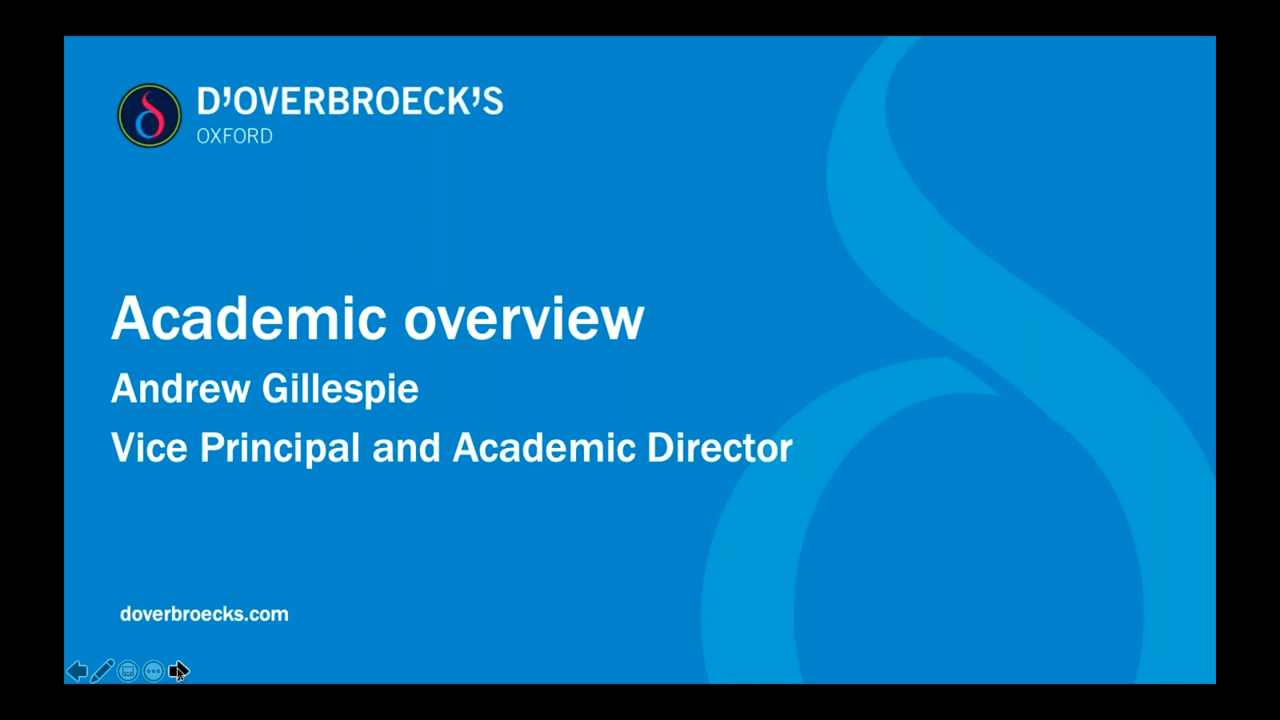 D'OVERBROECK'S
OXFORD
Academic overview
Andrew Gillespie
Vice Principal and Academic Director
doverbroecks.com